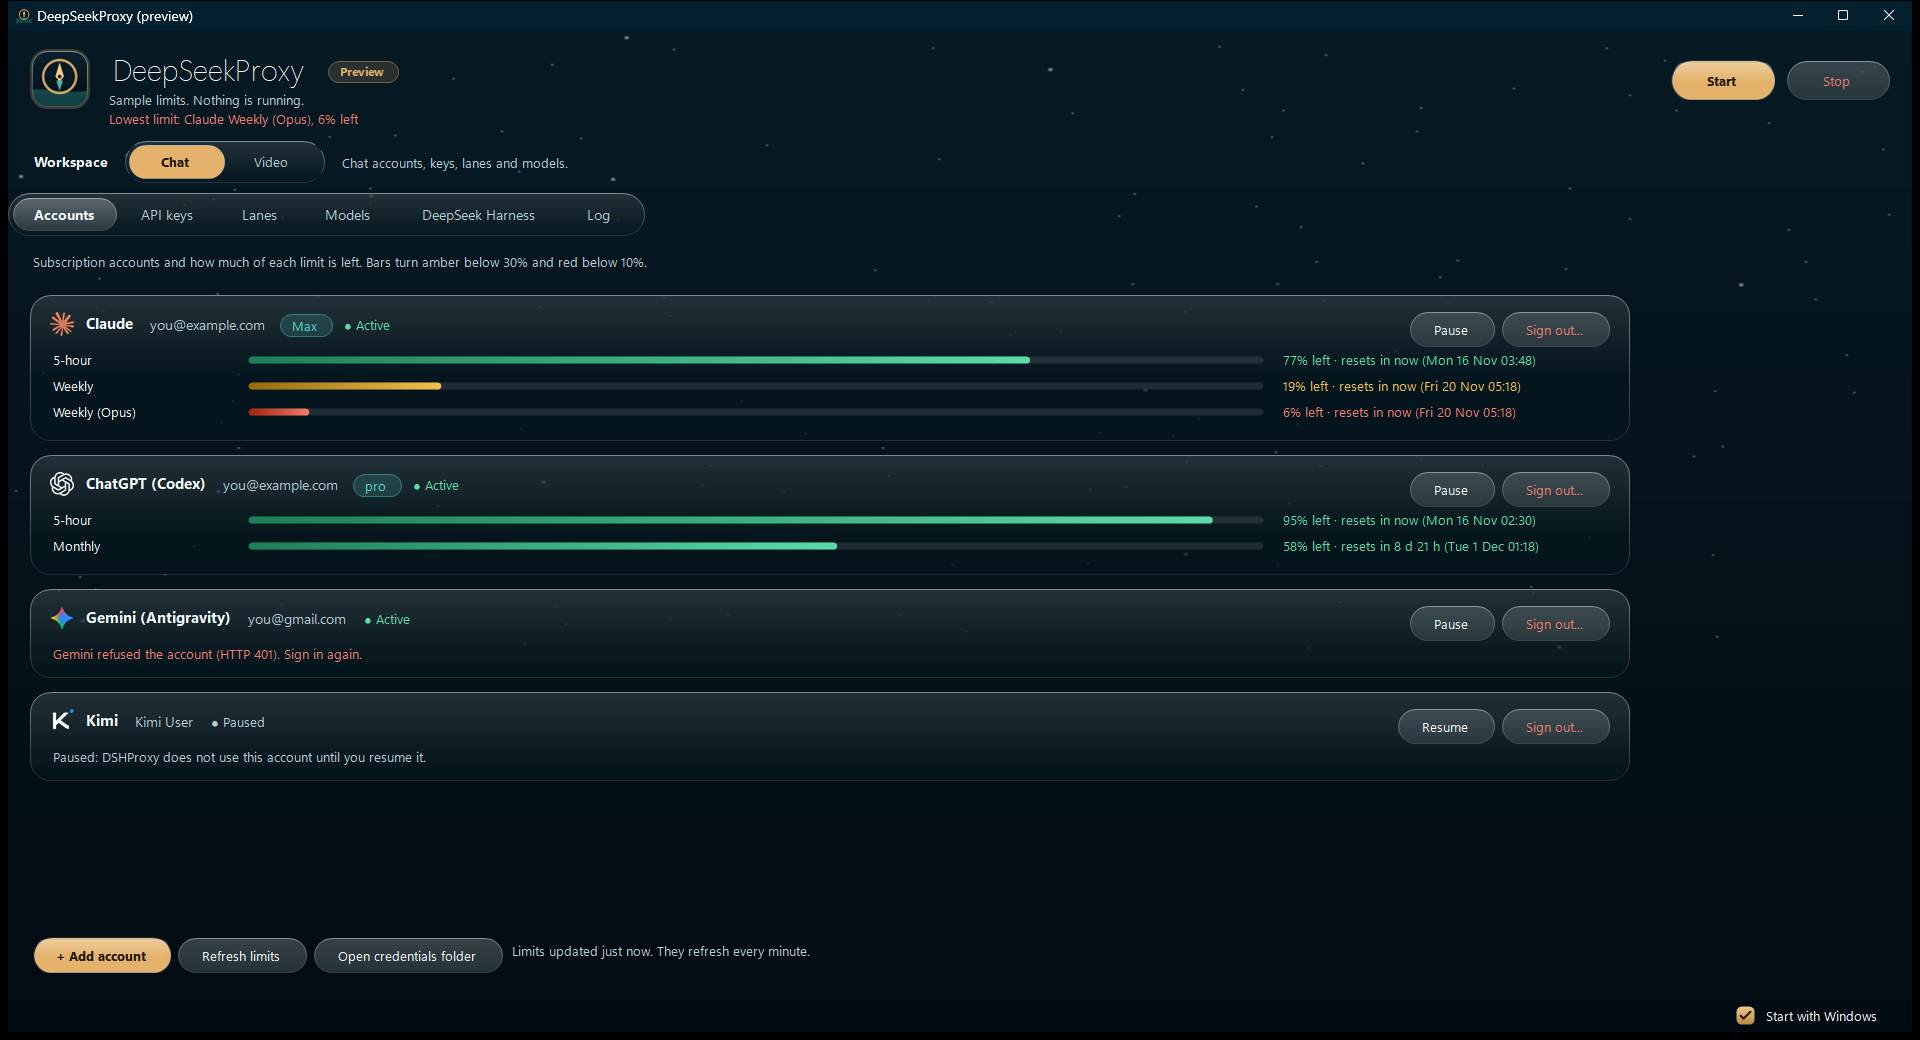 DeepSeekProxy (preview)
DeepSeekProxy Preview
Sample limits. Nothing is running.
Lowest limit: Claude Weekly (Opus), 6% left
Start Stop
Workspace Chat Video Chat accounts, keys, lanes and models.
Accounts API keys Lanes Models DeepSeek Harness Log
Subscription accounts and how much of each limit is left. Bars turn amber below 30% and red below 10%.
Claude you@example.com Max ● Active Pause Sign out...
5-hour 77% left · resets in now (Mon 16 Nov 03:48)
Weekly 19% left · resets in now (Fri 20 Nov 05:18)
Weekly (Opus) 6% left · resets in now (Fri 20 Nov 05:18)
ChatGPT (Codex) you@example.com pro ● Active Pause Sign out...
5-hour 95% left · resets in now (Mon 16 Nov 02:30)
Monthly 58% left · resets in 8 d 21 h (Tue 1 Dec 01:18)
Gemini (Antigravity) you@gmail.com ● Active Pause Sign out...
Gemini refused the account (HTTP 401). Sign in again.
Kimi Kimi User ● Paused Resume Sign out...
Paused: DSHProxy does not use this account until you resume it.
+ Add account Refresh limits Open credentials folder Limits updated just now. They refresh every minute.
Start with Windows